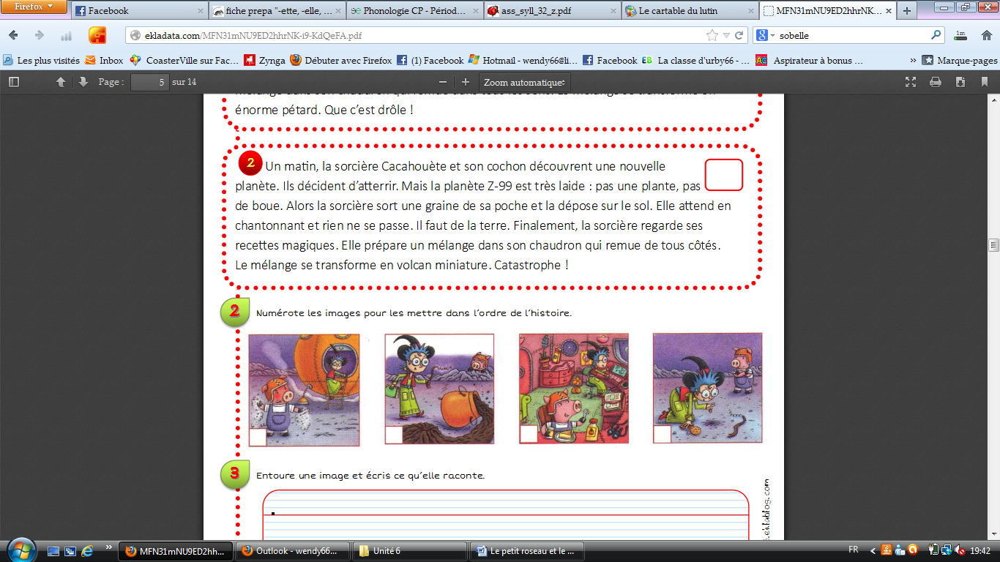 Firefox
Facebook
fiche prepa "-ette, -elle, ...
Phonologie CP - Périod...
ass_syll_32_z.pdf
Le cartable du lutin
MFN31mNU9ED2hhrNK...
ekladata.com/MFN31mNU9ED2hhrNK-i9-KdQeFA.pdf
sobelle
1m
Les plus visités
Inbox
CoasterVille sur Fac...
Zynga
Débuter avec Firefox
(1) Facebook
Hotmail - wendy66@li...
Facebook
EB
La classe d'urby66 - ...
Aspirateur à bonus ...
Marque-pages
Page : 5 sur 14
Zoom automatique
énorme pétard. Que c'est drôle !
2 Un matin, la sorcière Cacahouète et son cochon découvrent une nouvelle
planète. Ils décident d'atterrir. Mais la planète Z-99 est très laide : pas une plante, pas
de boue. Alors la sorcière sort une graine de sa poche et la dépose sur le sol. Elle attend en
chantonnant et rien ne se passe. Il faut de la terre. Finalement, la sorcière regarde ses
recettes magiques. Elle prépare un mélange dans son chaudron qui remue de tous côtés.
Le mélange se transforme en volcan miniature. Catastrophe !
2 Numérote les images pour les mettre dans l'ordre de l'histoire.
3 Entoure une image et écris ce qu'elle raconte.
.eklablog.com
MFN31mNU9ED2hh...
Outlook - wendy66...
Unité 6
Le petit roseau et le ...
FR
19:42